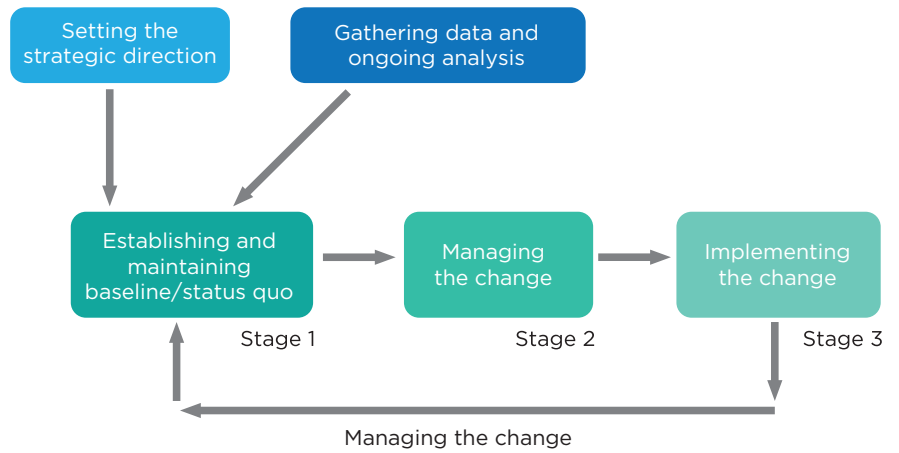 Setting the
strategic direction
Gathering data and
ongoing analysis
Establishing and
maintaining
baseline/status quo
Managing
the change
Implementing
the change
Stage 1
Stage 2
Stage 3
Managing the change